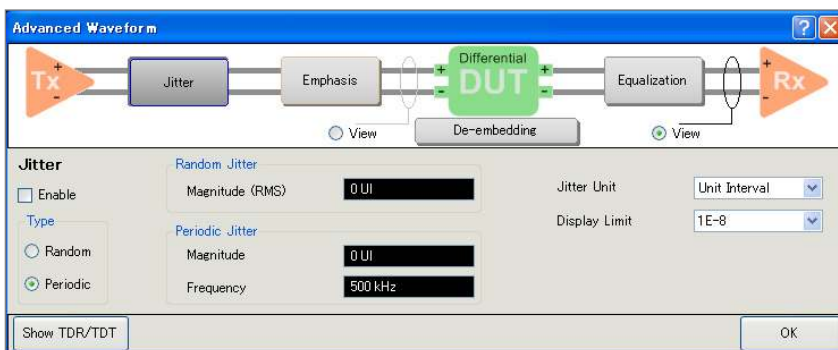 Advanced Waveform
Tx
+
-
Jitter
Emphasis
View
Differential
DUT
+
-
+
-
De-embedding
Equalization
View
Rx
+
-
Jitter
Enable
Type
Random
Periodic
Random Jitter
Magnitude (RMS) 0 UI
Periodic Jitter
Magnitude 0 UI
Frequency 500 kHz
Jitter Unit Unit Interval
Display Limit 1E-8
Show TDR/TDT
OK